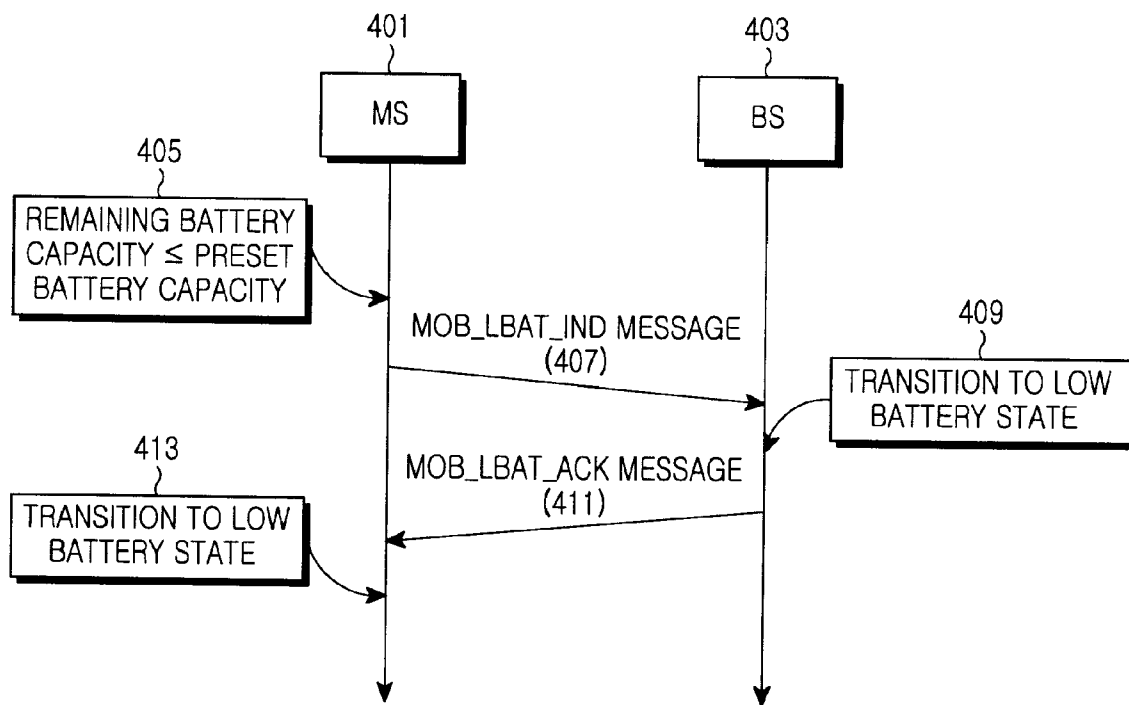 401
403
MS
BS
405
REMAINING BATTERY
CAPACITY ≤ PRESET
BATTERY CAPACITY
MOB_LBAT_IND MESSAGE
(407)
409
TRANSITION TO LOW
BATTERY STATE
MOB_LBAT_ACK MESSAGE
(411)
413
TRANSITION TO LOW
BATTERY STATE